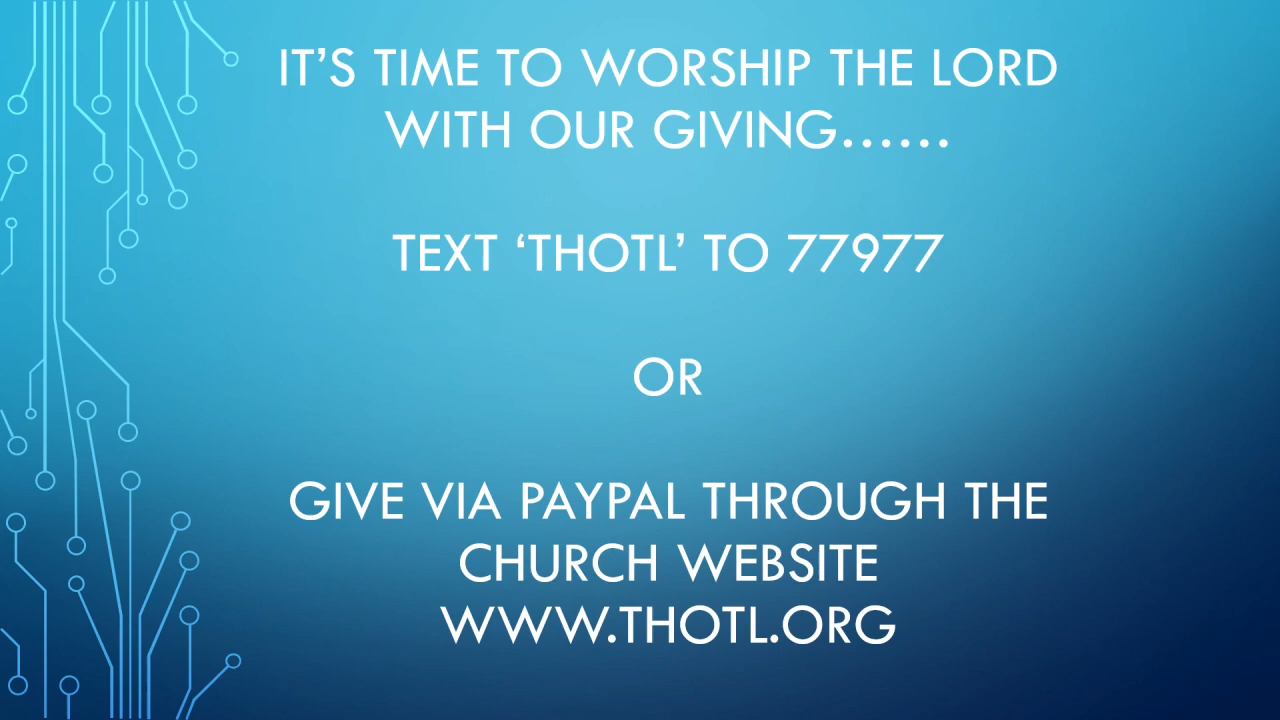 IT’S TIME TO WORSHIP THE LORD
WITH OUR GIVING……
TEXT ‘THOTL’ TO 77977
OR
GIVE VIA PAYPAL THROUGH THE
CHURCH WEBSITE
WWW.THOTL.ORG